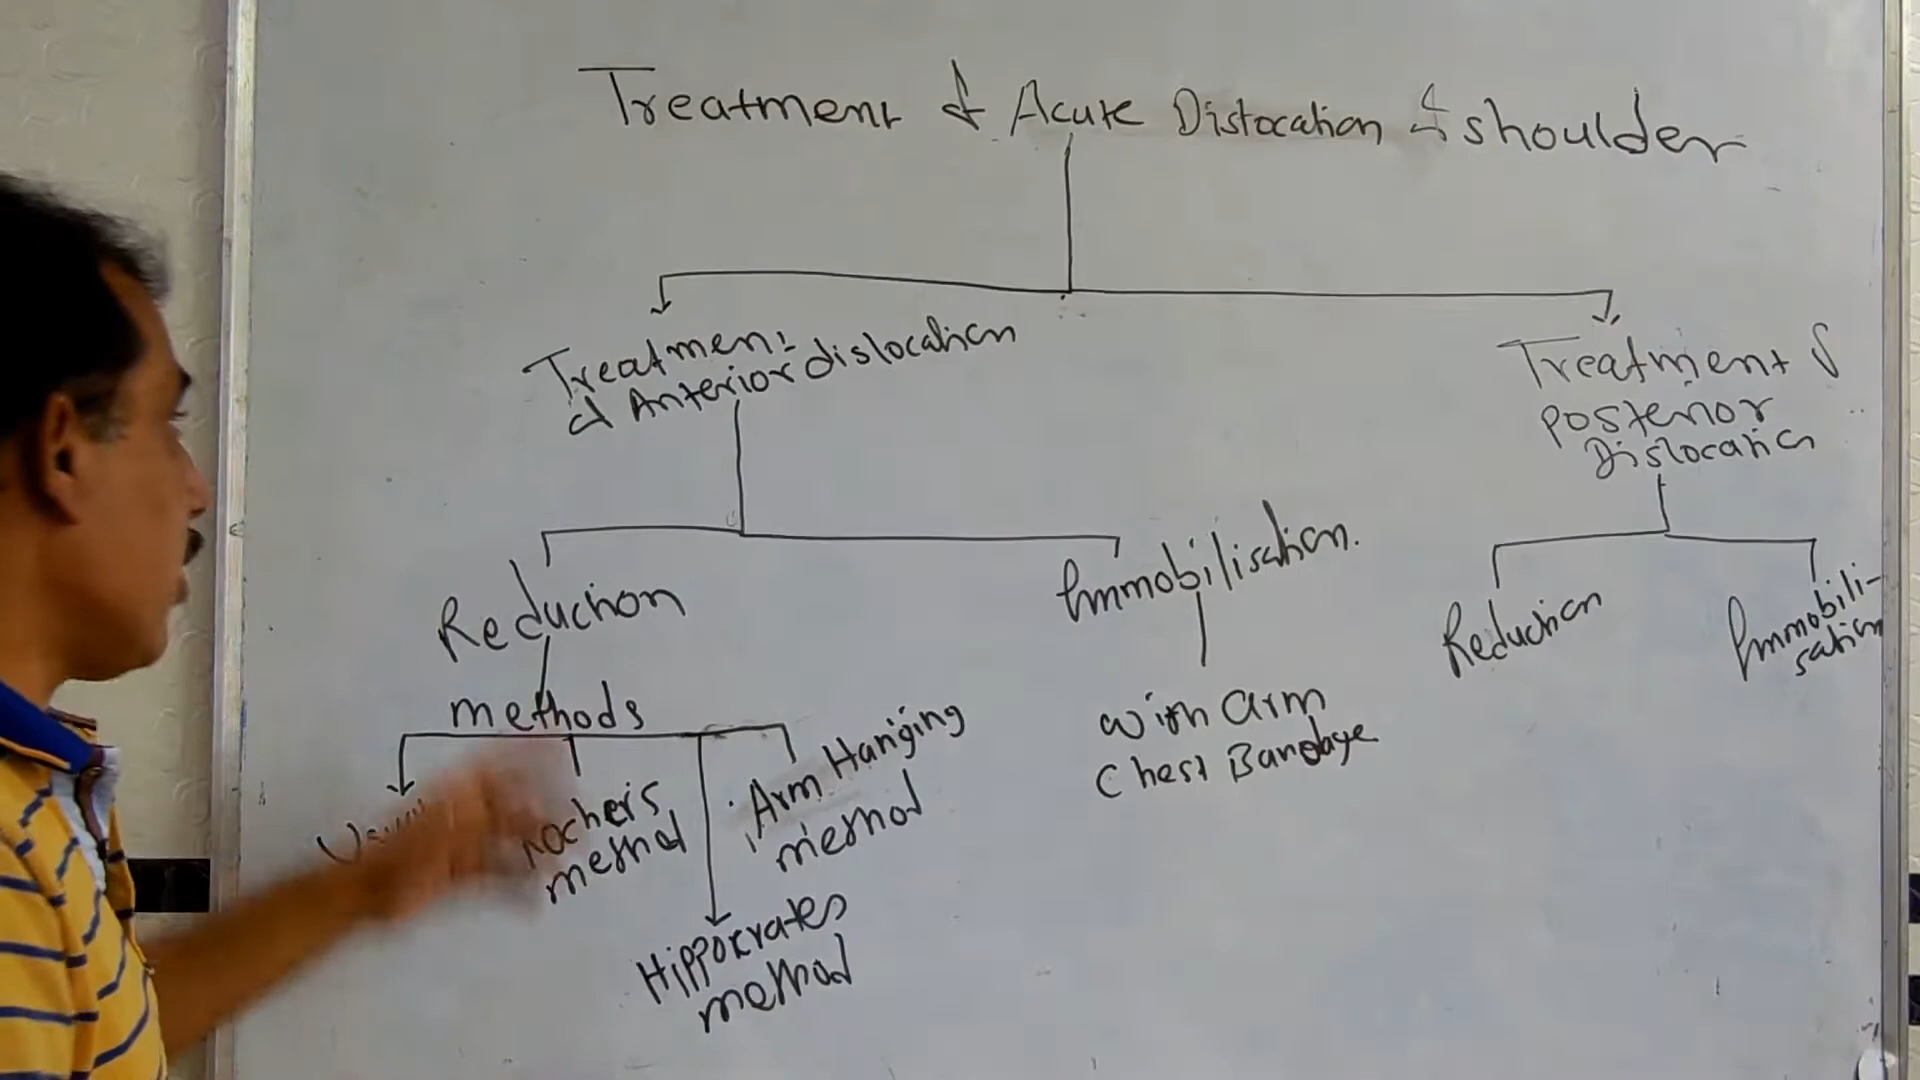 Treatment of Acute Dislocation of shoulder
Treatment
of Anterior dislocation
Treatment of
Posterior
Dislocation
Reduction
Immobilisation.
Reduction
Immobili-
sation
methods
with arm
Chest Bandage
Kocher's
method
Arm Hanging
method
Hippocrates
method